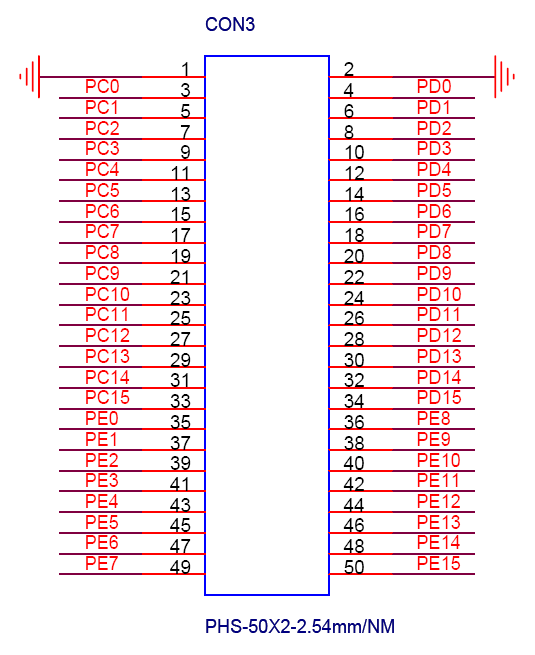 CON3
1 2
PC0 3 4 PD0
PC1 5 6 PD1
PC2 7 8 PD2
PC3 9 10 PD3
PC4 11 12 PD4
PC5 13 14 PD5
PC6 15 16 PD6
PC7 17 18 PD7
PC8 19 20 PD8
PC9 21 22 PD9
PC10 23 24 PD10
PC11 25 26 PD11
PC12 27 28 PD12
PC13 29 30 PD13
PC14 31 32 PD14
PC15 33 34 PD15
PE0 35 36 PE8
PE1 37 38 PE9
PE2 39 40 PE10
PE3 41 42 PE11
PE4 43 44 PE12
PE5 45 46 PE13
PE6 47 48 PE14
PE7 49 50 PE15
PHS-50X2-2.54mm/NM